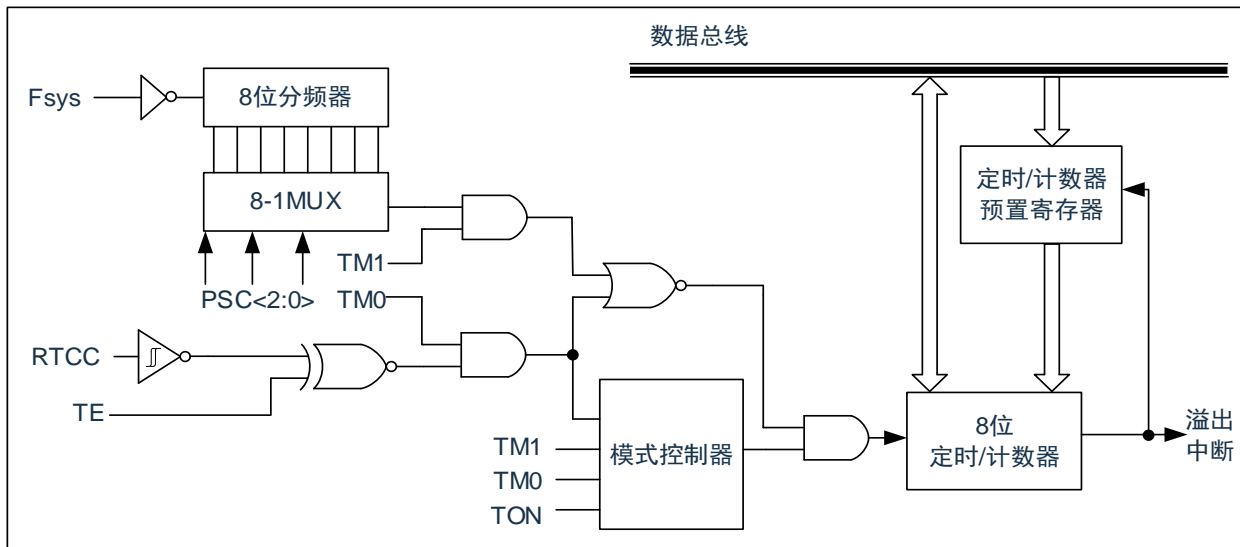 数据总线
Fsys
8位分频器
8-1MUX
定时/计数器
预置寄存器
TM1
PSC<2:0>
TM0
RTCC
TE
模式控制器
TM1
TM0
TON
8位
定时/计数器
溢出
中断